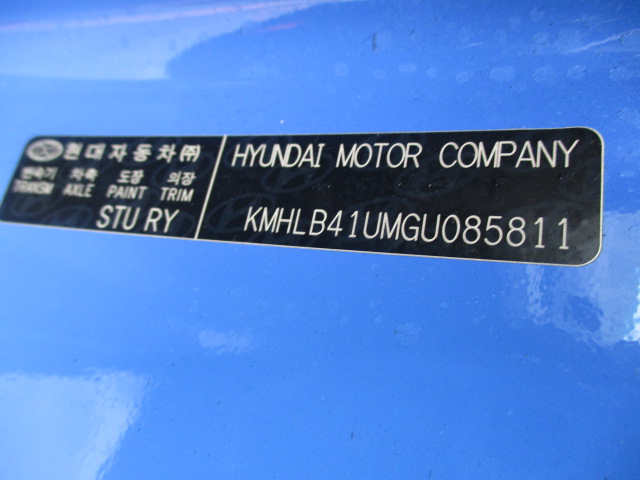 현대자동차(주)
변속기 차축 도장 의장
TRANSM AXLE PAINT TRIM
STU RY
HYUNDAI MOTOR COMPANY
KMHLB41UMGU085811